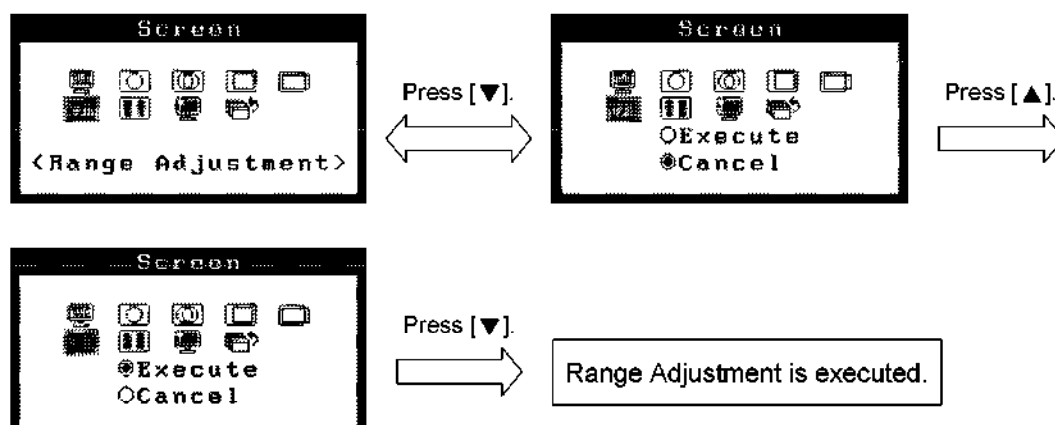 Screen
<Range Adjustment>
Press [▼].
Screen
○Execute
◉Cancel
Press [▲].
Screen
◉Execute
○Cancel
Press [▼].
Range Adjustment is executed.